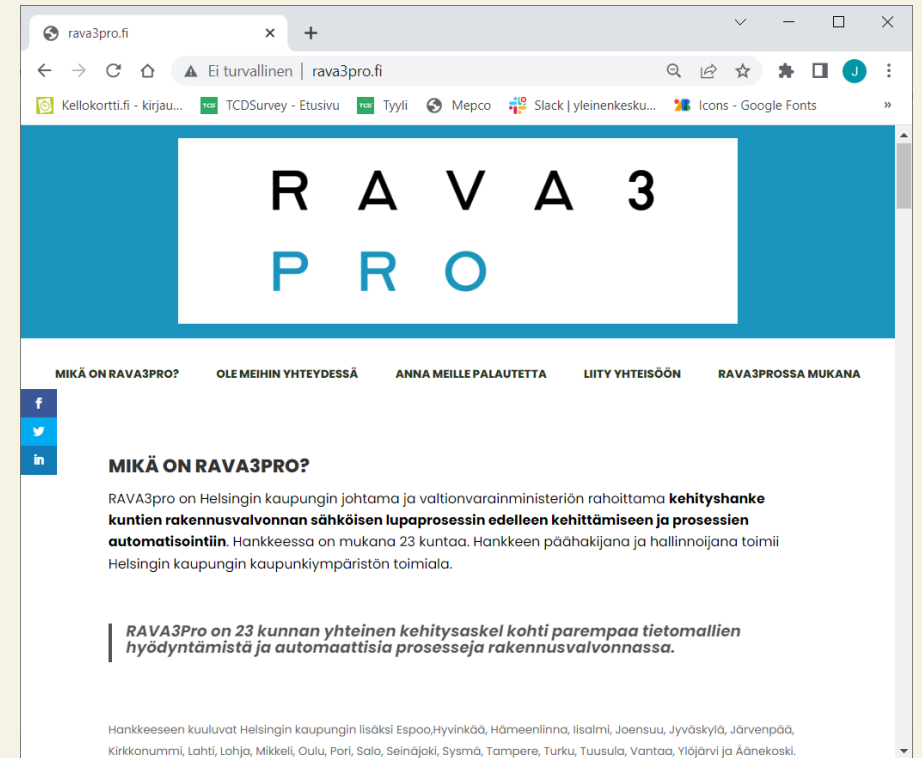 rava3pro.fi
Ei turvallinen | rava3pro.fi
J
Kellokortti.fi - kirjau... TCD TCDSurvey - Etusivu TCD Tyyli Mepco Slack | yleinenkesku... Icons - Google Fonts »
RAVA3
PRO
MIKÄ ON RAVA3PRO? OLE MEIHIN YHTEYDESSÄ ANNA MEILLE PALAUTETTA LIITY YHTEISÖÖN RAVA3PROSSA MUKANA
f
in
MIKÄ ON RAVA3PRO?
RAVA3pro on Helsingin kaupungin johtama ja valtionvarainministeriön rahoittama kehityshanke
kuntien rakennusvalvonnan sähköisen lupaprosessin edelleen kehittämiseen ja prosessien
automatisointiin. Hankkeessa on mukana 23 kuntaa. Hankkeen päähakijana ja hallinnoijana toimii
Helsingin kaupungin kaupunkiympäristön toimiala.
RAVA3Pro on 23 kunnan yhteinen kehitysaskel kohti parempaa tietomallien
hyödyntämistä ja automaattisia prosesseja rakennusvalvonnassa.
Hankkeeseen kuuluvat Helsingin kaupungin lisäksi Espoo,Hyvinkää, Hämeenlinna, Iisalmi, Joensuu, Jyväskylä, Järvenpää,
Kirkkonummi, Lahti, Lohja, Mikkeli, Oulu, Pori, Salo, Seinäjoki, Sysmä, Tampere, Turku, Tuusula, Vantaa, Ylöjärvi ja Äänekoski.